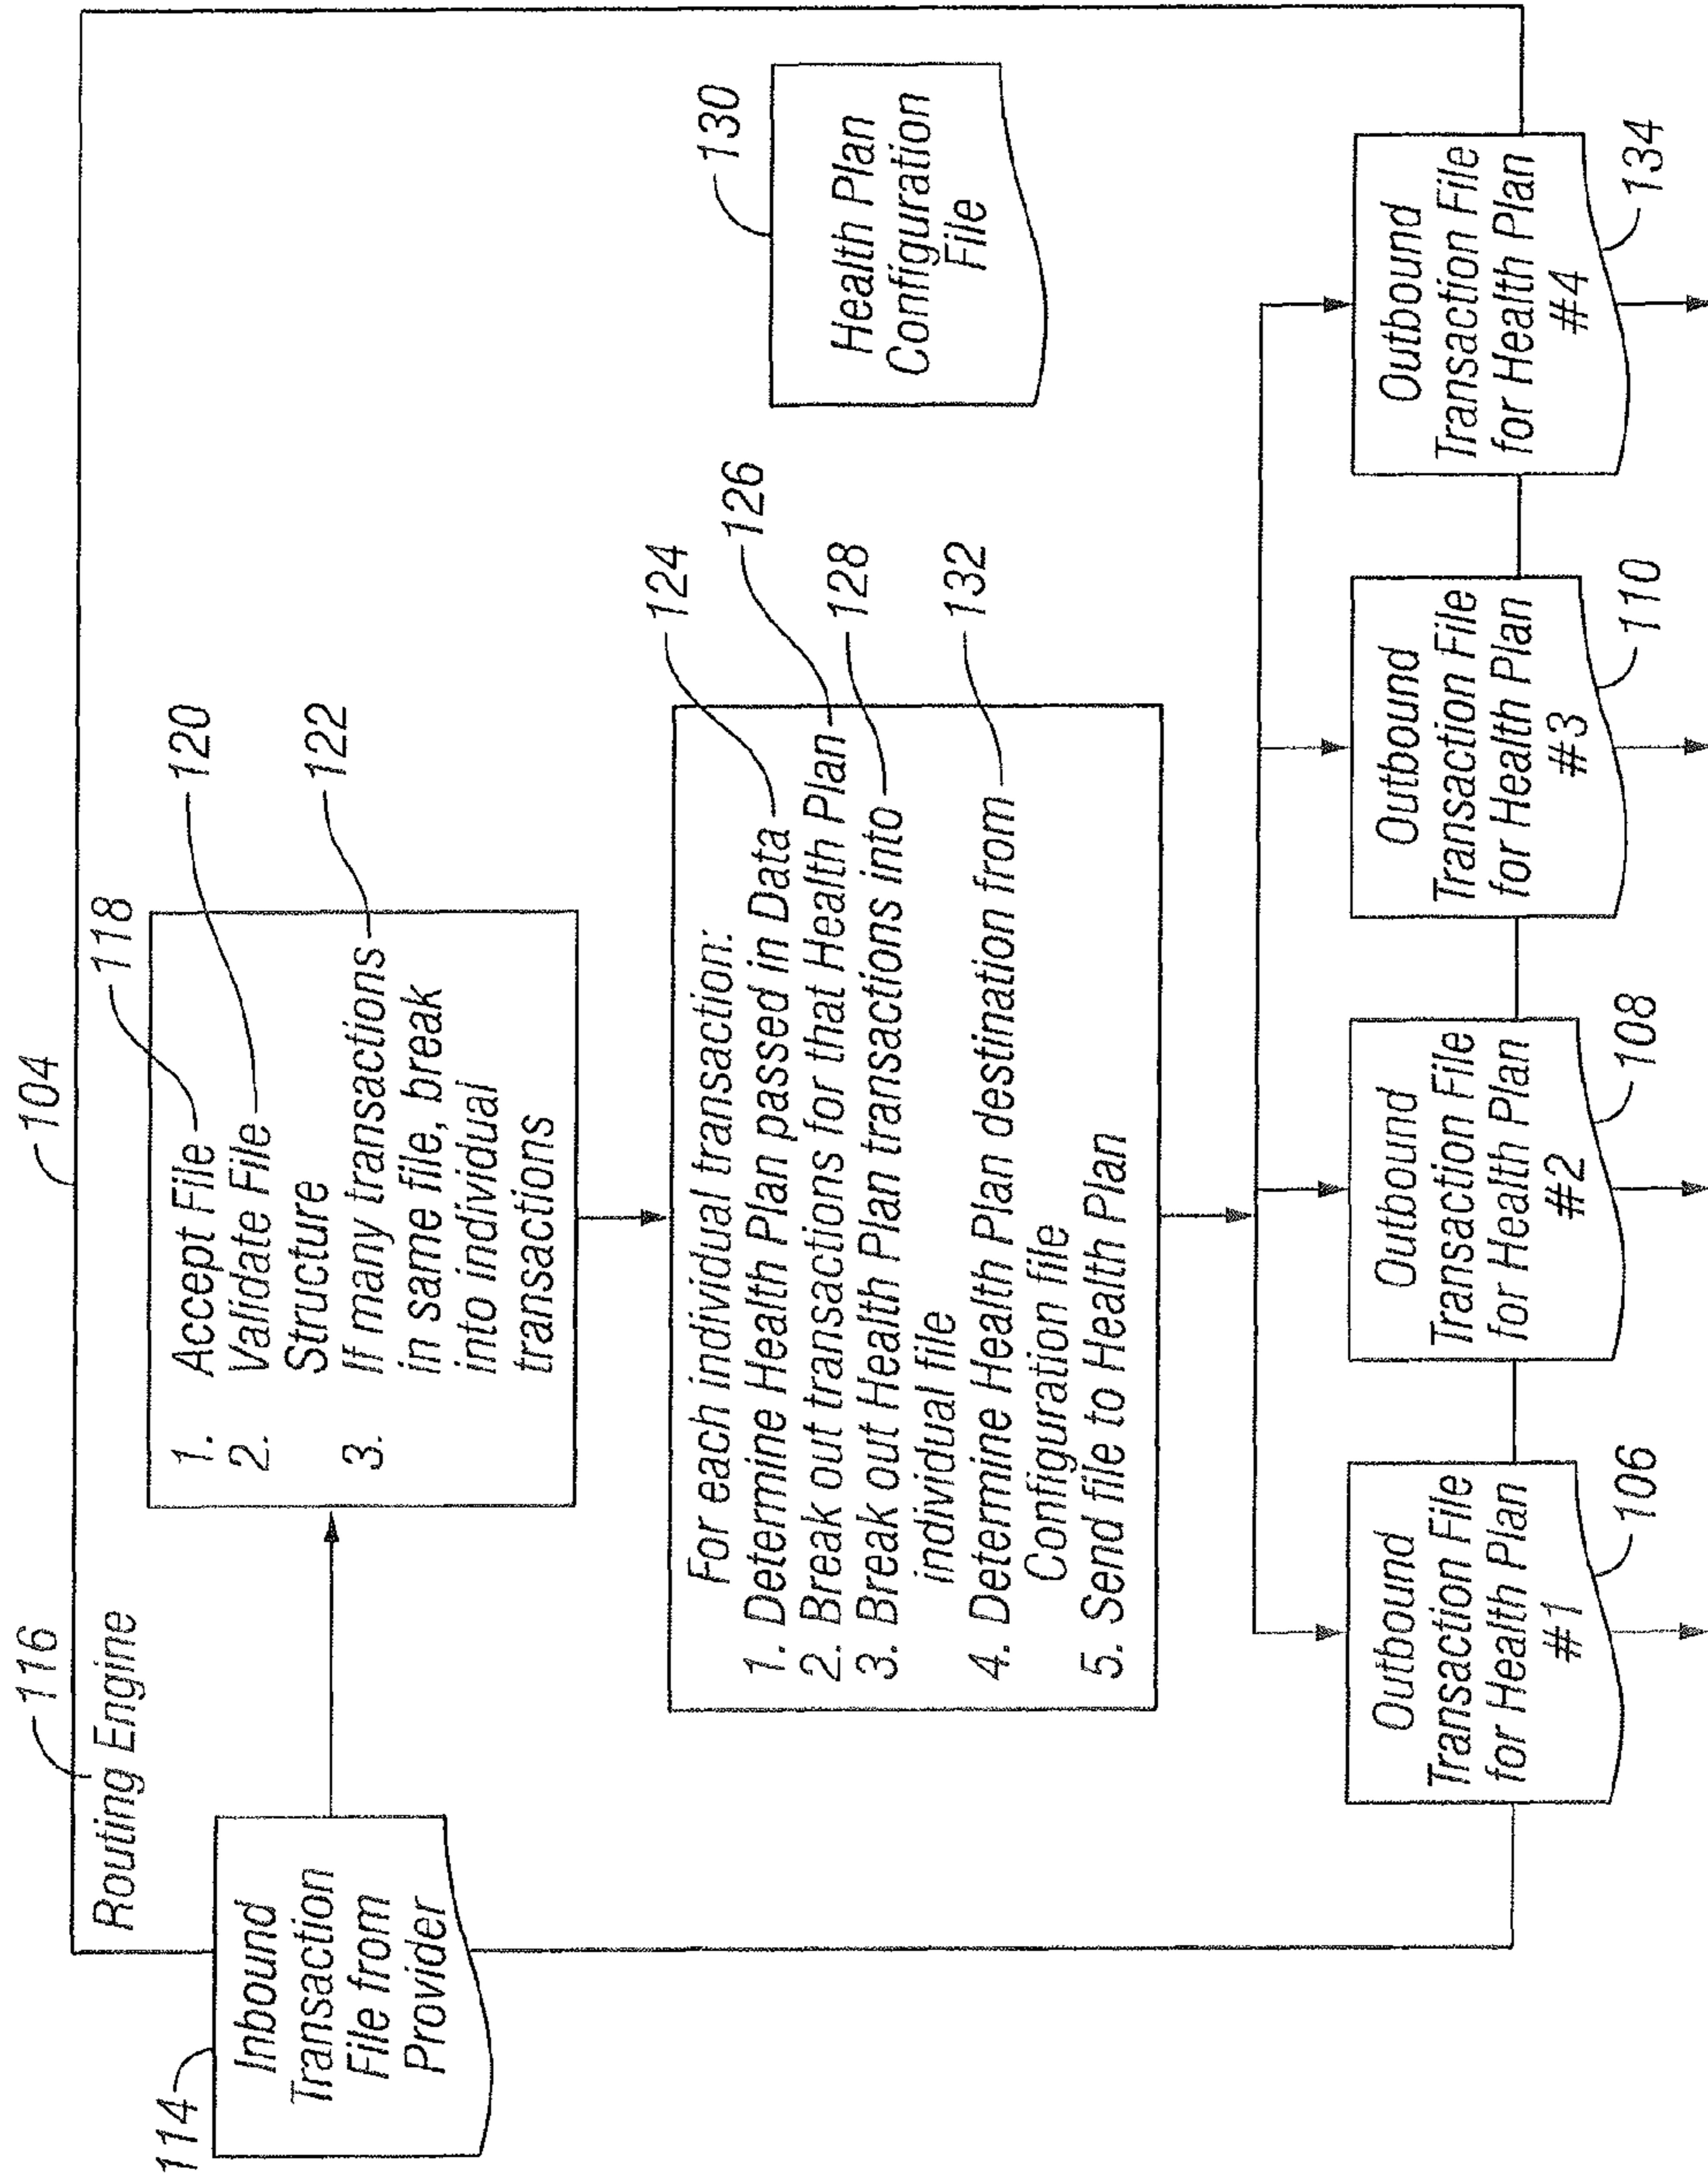 104
116
Routing Engine
114
Inbound
Transaction
File from
Provider
118
120
122
1. Accept File
2. Validate File
Structure
3. If many transactions
in same file, break
into individual
transactions
124
126
128
132
For each individual transaction:
1. Determine Health Plan passed in Data
2. Break out transactions for that Health Plan
3. Break out Health Plan transactions into
individual file
4. Determine Health Plan destination from
Configuration file
5. Send file to Health Plan
130
Health Plan
Configuration
File
Outbound
Transaction File
for Health Plan
#1
106
Outbound
Transaction File
for Health Plan
#2
108
Outbound
Transaction File
for Health Plan
#3
110
Outbound
Transaction File
for Health Plan
#4
134